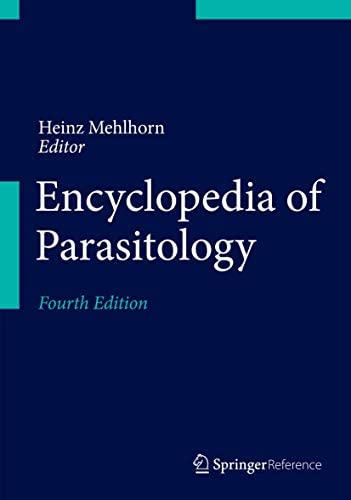 Heinz Mehlhorn
Editor
Encyclopedia of
Parasitology
Fourth Edition
SpringerReference